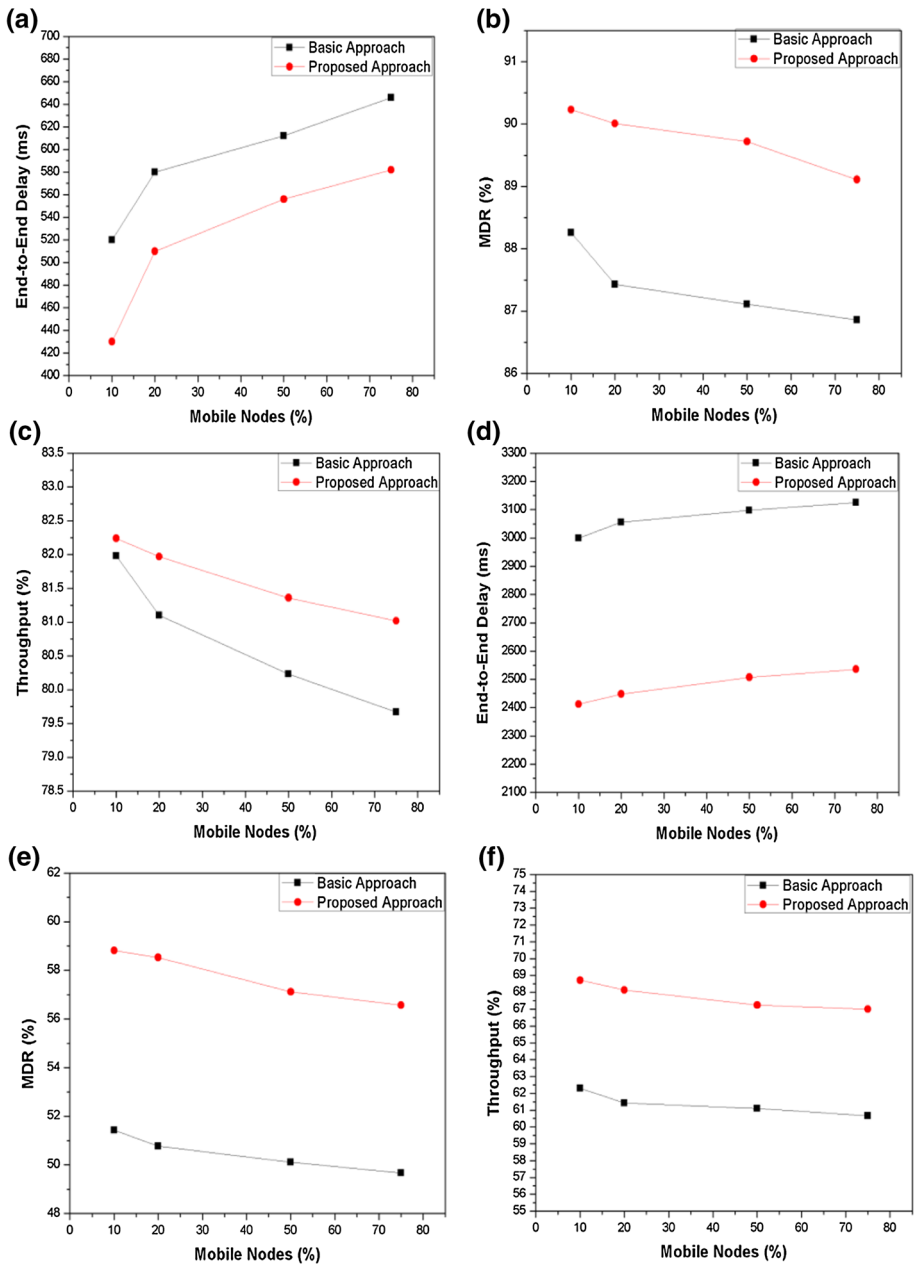 (a)
700
680
660
640
620
600
580
560
540
520
500
480
460
440
420
400
End-to-End Delay (ms)
Basic Approach
Proposed Approach
0 10 20 30 40 50 60 70 80
Mobile Nodes (%)
(b)
91
90
89
88
87
86
MDR (%)
Basic Approach
Proposed Approach
0 10 20 30 40 50 60 70 80
Mobile Nodes (%)
(c)
83.5
83.0
82.5
82.0
81.5
81.0
80.5
80.0
79.5
79.0
78.5
Throughput (%)
Basic Approach
Proposed Approach
0 10 20 30 40 50 60 70 80
Mobile Nodes (%)
(d)
3300
3200
3100
3000
2900
2800
2700
2600
2500
2400
2300
2200
2100
End-to-End Delay (ms)
Basic Approach
Proposed Approach
0 10 20 30 40 50 60 70 80
Mobile Nodes (%)
(e)
62
60
58
56
54
52
50
48
MDR (%)
Basic Approach
Proposed Approach
0 10 20 30 40 50 60 70 80
Mobile Nodes (%)
(f)
75
74
73
72
71
70
69
68
67
66
65
64
63
62
61
60
59
58
57
56
55
Throughput (%)
Basic Approach
Proposed Approach
0 10 20 30 40 50 60 70 80
Mobile Nodes (%)